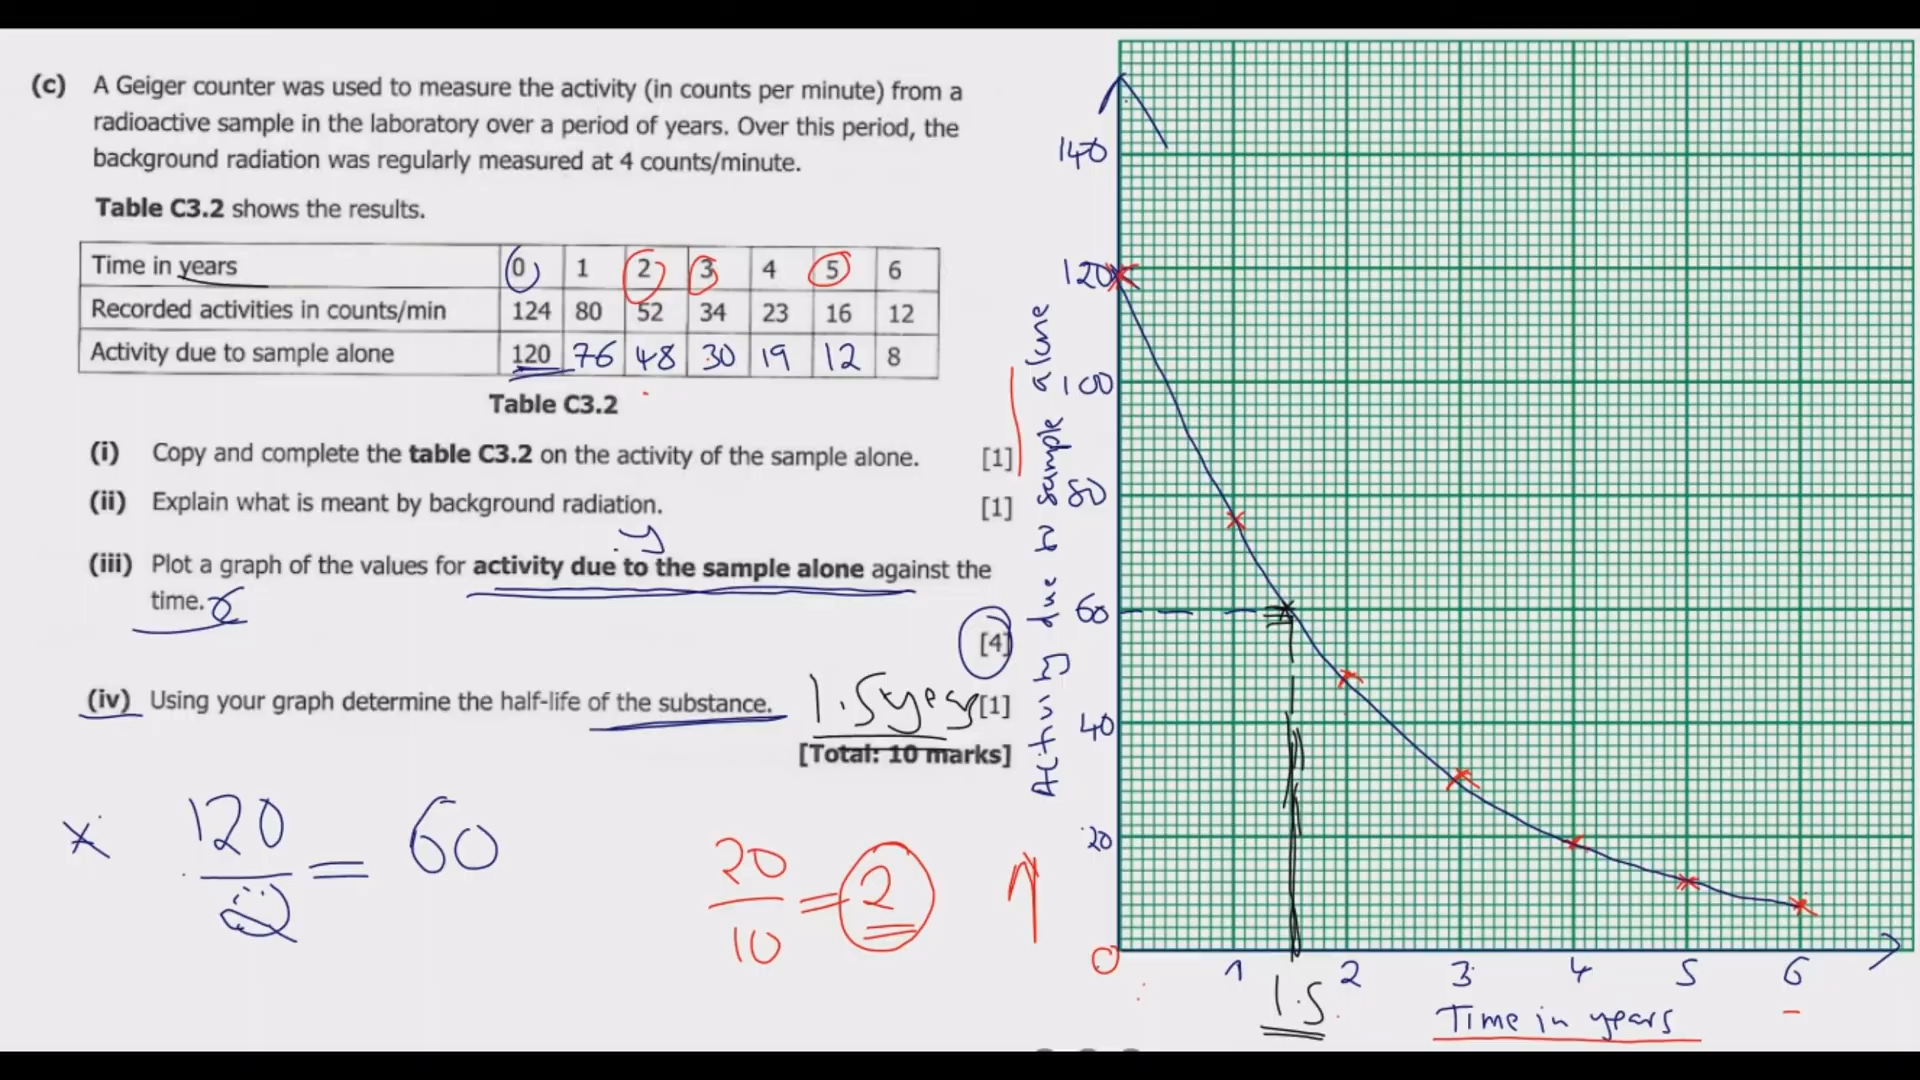 (c) A Geiger counter was used to measure the activity (in counts per minute) from a
radioactive sample in the laboratory over a period of years. Over this period, the
background radiation was regularly measured at 4 counts/minute.
Table C3.2 shows the results.
Time in years 0 1 2 3 4 5 6
Recorded activities in counts/min 124 80 52 34 23 16 12
Activity due to sample alone 120 76 48 30 19 12 8
Table C3.2
(i) Copy and complete the table C3.2 on the activity of the sample alone. [1]
(ii) Explain what is meant by background radiation. [1]
y
(iii) Plot a graph of the values for activity due to the sample alone against the
time. x
[4]
(iv) Using your graph determine the half-life of the substance. [1]
[Total: 10 marks]
120
2
= 60
20
10
= 2
Activity due to sample alone
140
120
100
80
60
40
20
0
1 2 3 4 5 6
1.5
Time in years